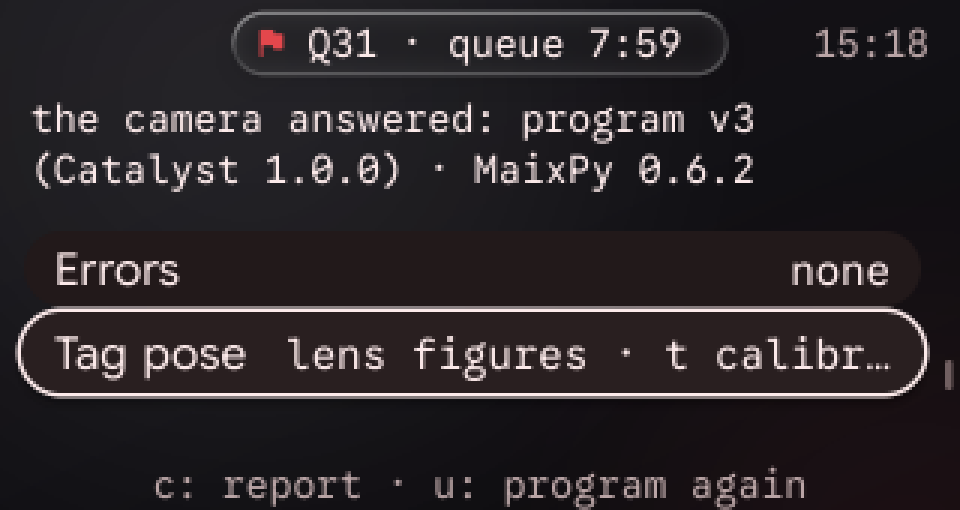 Q31 · queue 7:59
15:18
the camera answered: program v3
(Catalyst 1.0.0) · MaixPy 0.6.2
Errors none
Tag pose lens figures · t calibr…
c: report · u: program again